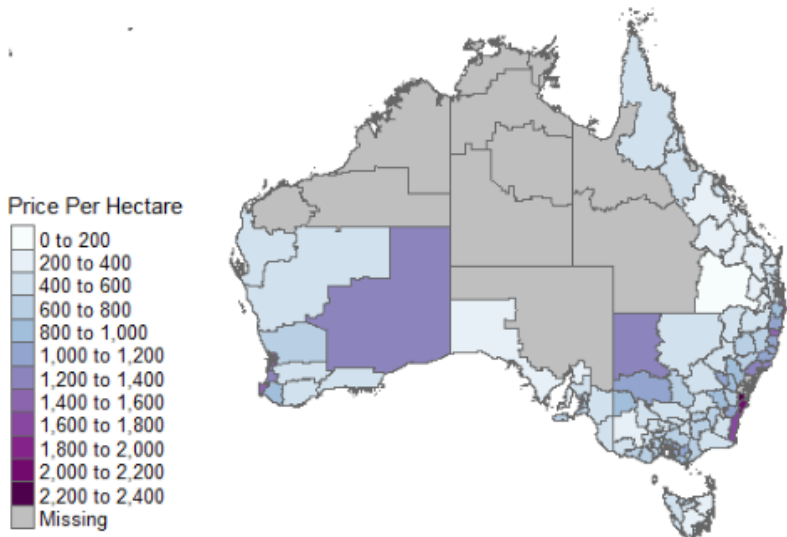 Price Per Hectare
0 to 200
200 to 400
400 to 600
600 to 800
800 to 1,000
1,000 to 1,200
1,200 to 1,400
1,400 to 1,600
1,600 to 1,800
1,800 to 2,000
2,000 to 2,200
2,200 to 2,400
Missing